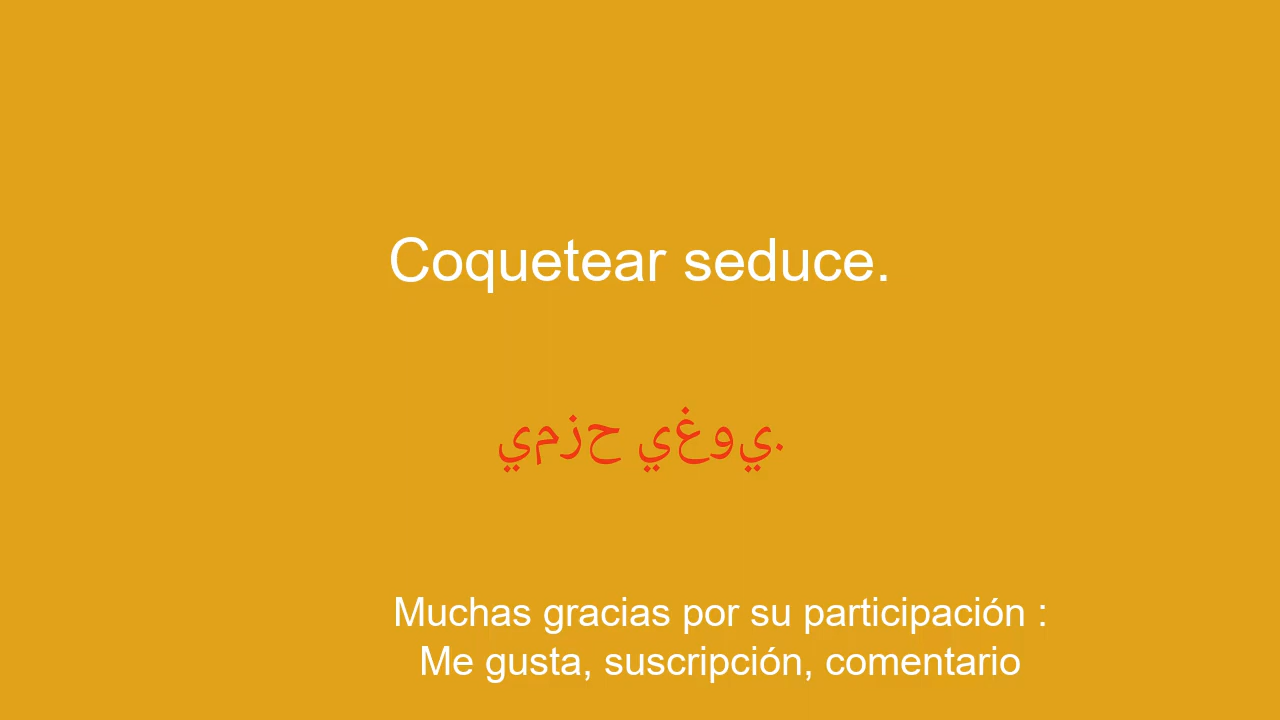 Coquetear seduce.
يمزح يغوي.
Muchas gracias por su participación :
Me gusta, suscripción, comentario